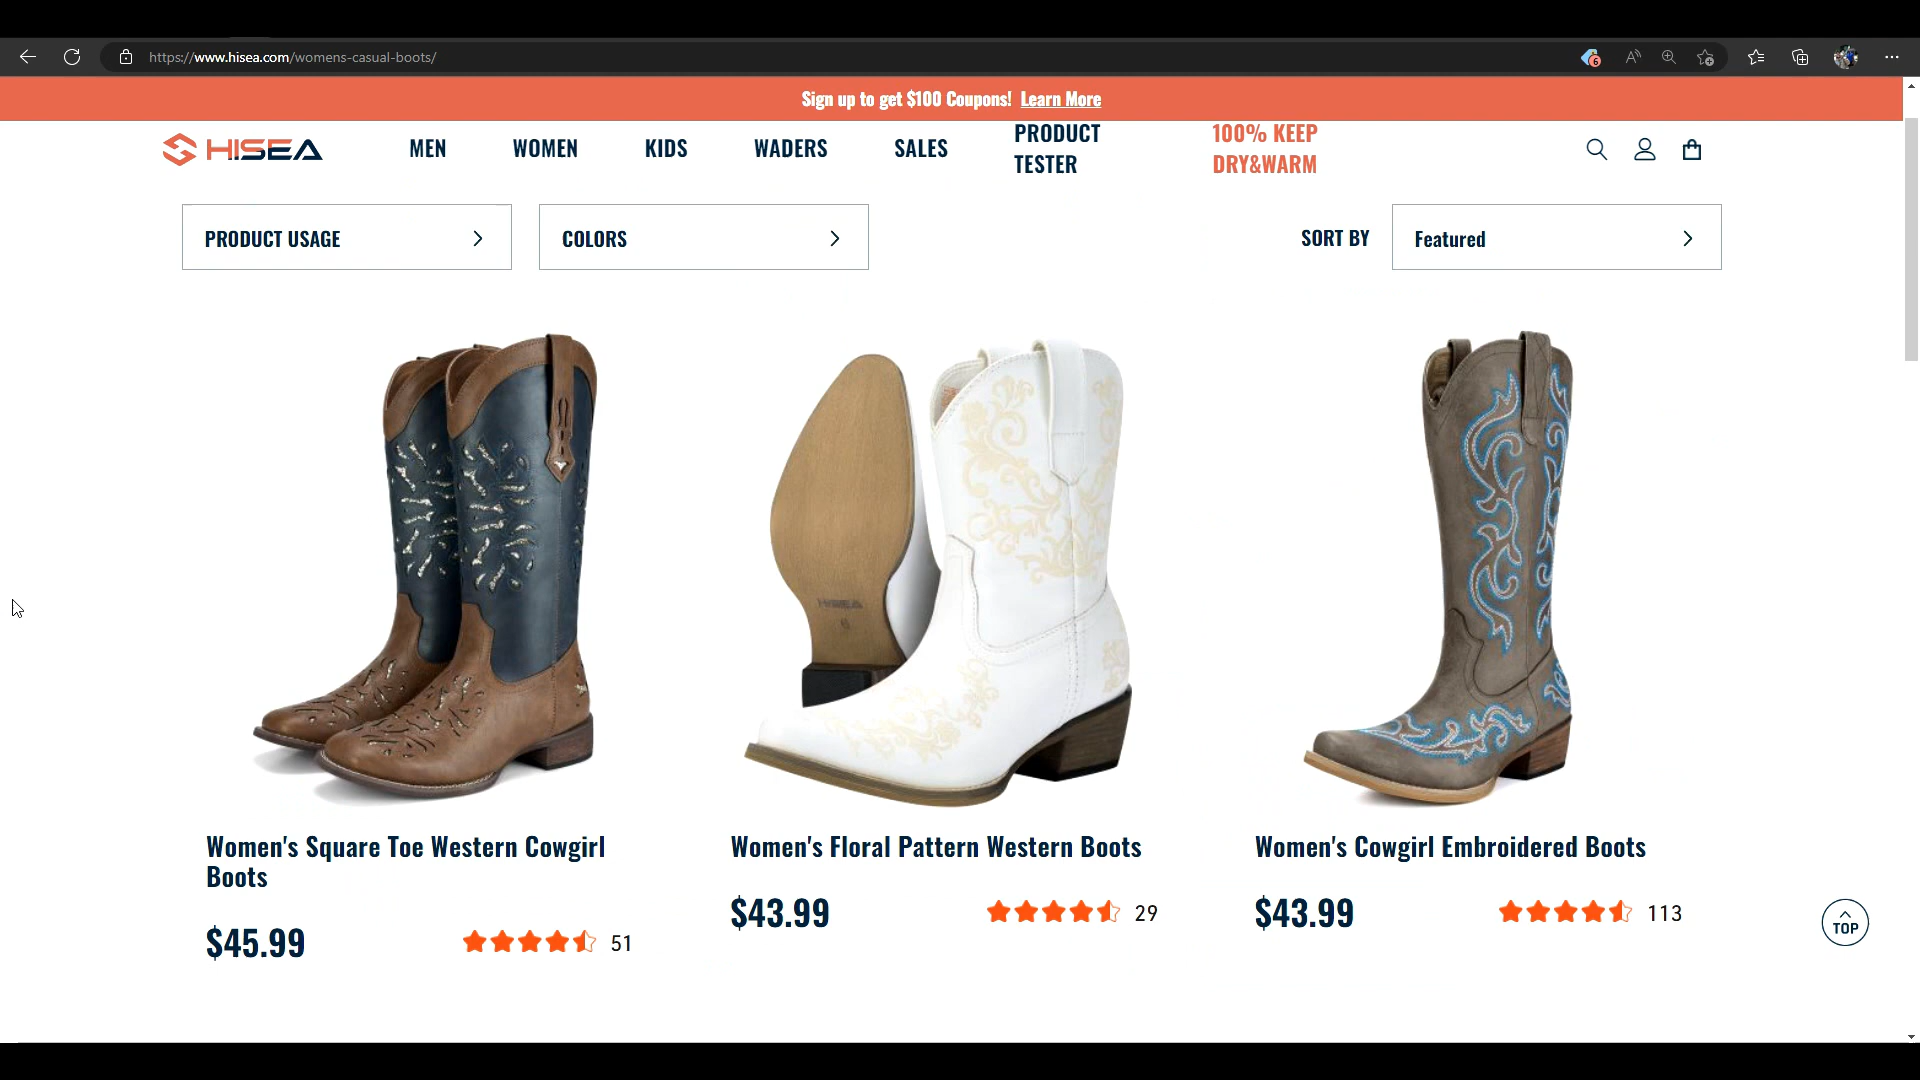 https://www.hisea.com/womens-casual-boots/
6
Sign up to get $100 Coupons! Learn More
HISEA
MEN
WOMEN
KIDS
WADERS
SALES
PRODUCT
TESTER
100% KEEP
DRY&WARM
PRODUCT USAGE
COLORS
SORT BY
Featured
HISEA
Women's Square Toe Western Cowgirl
Boots
$45.99
51
Women's Floral Pattern Western Boots
$43.99
29
Women's Cowgirl Embroidered Boots
$43.99
113
TOP